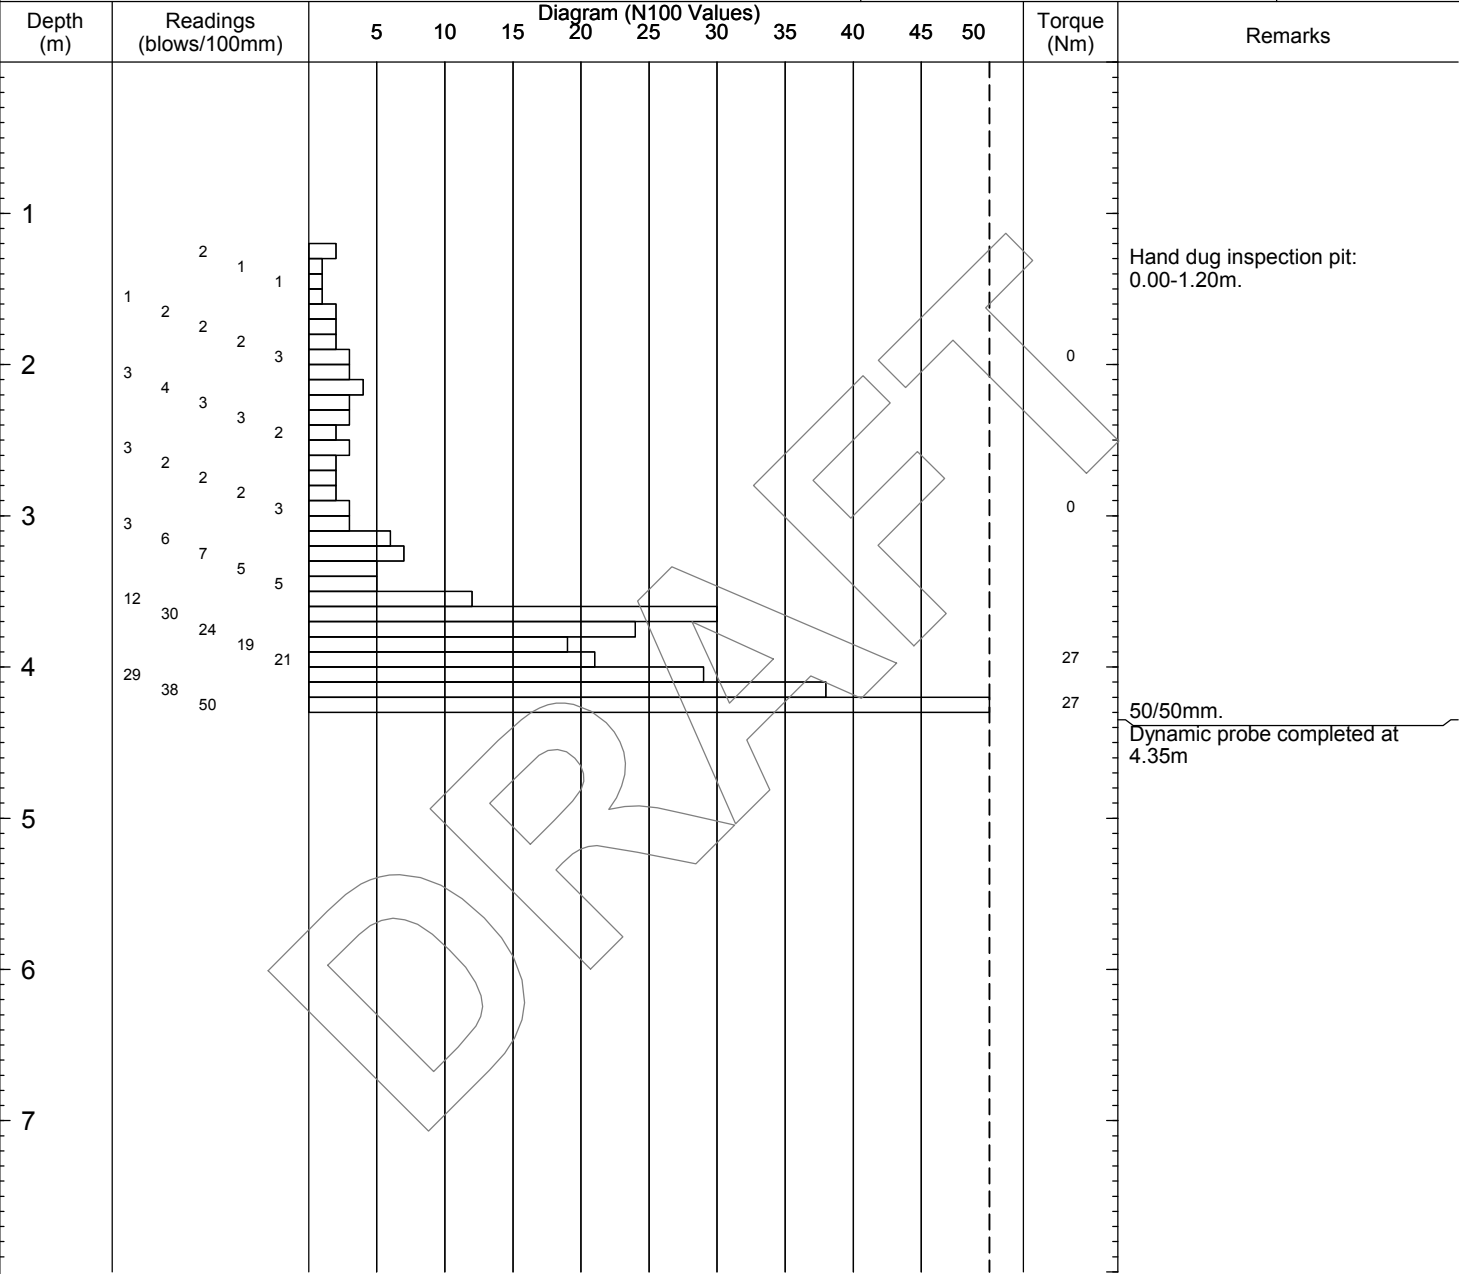 Depth
(m)
Readings
(blows/100mm)
Diagram (N100 Values)
5 10 15 20 25 30 35 40 45 50
Torque
(Nm)
Remarks
1
2
1
1
1
2
2
2
3
0
2
3
4
3
3
2
3
2
2
2
3
0
3
3
6
7
5
5
12
30
24
19
21
27
4
29
38
50
27
5
6
7
Hand dug inspection pit:
0.00-1.20m.
50/50mm.
Dynamic probe completed at
4.35m
DRAFT